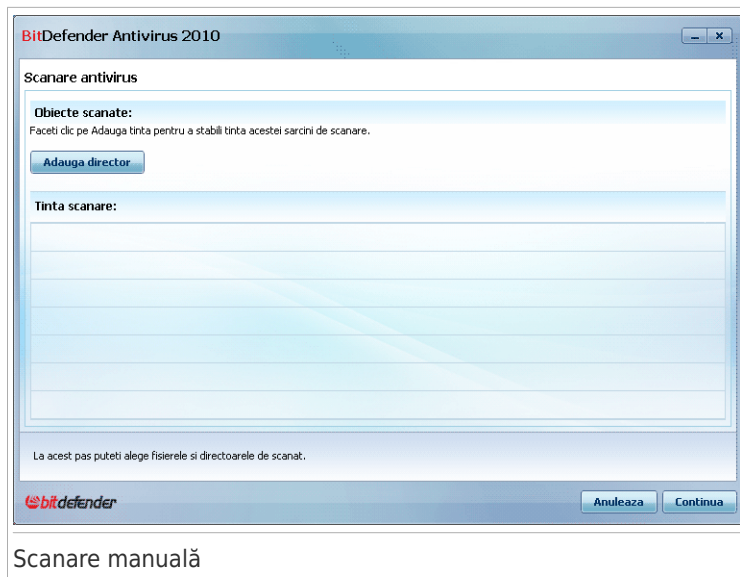 BitDefender Antivirus 2010
Scanare antivirus
Obiecte scanate:
Faceti clic pe Adauga tinta pentru a stabili tinta acestei sarcini de scanare.
Adauga director
Tinta scanare:
La acest pas puteti alege fisierele si directoarele de scanat.
bitdefender
Anuleaza Continua
Scanare manuală